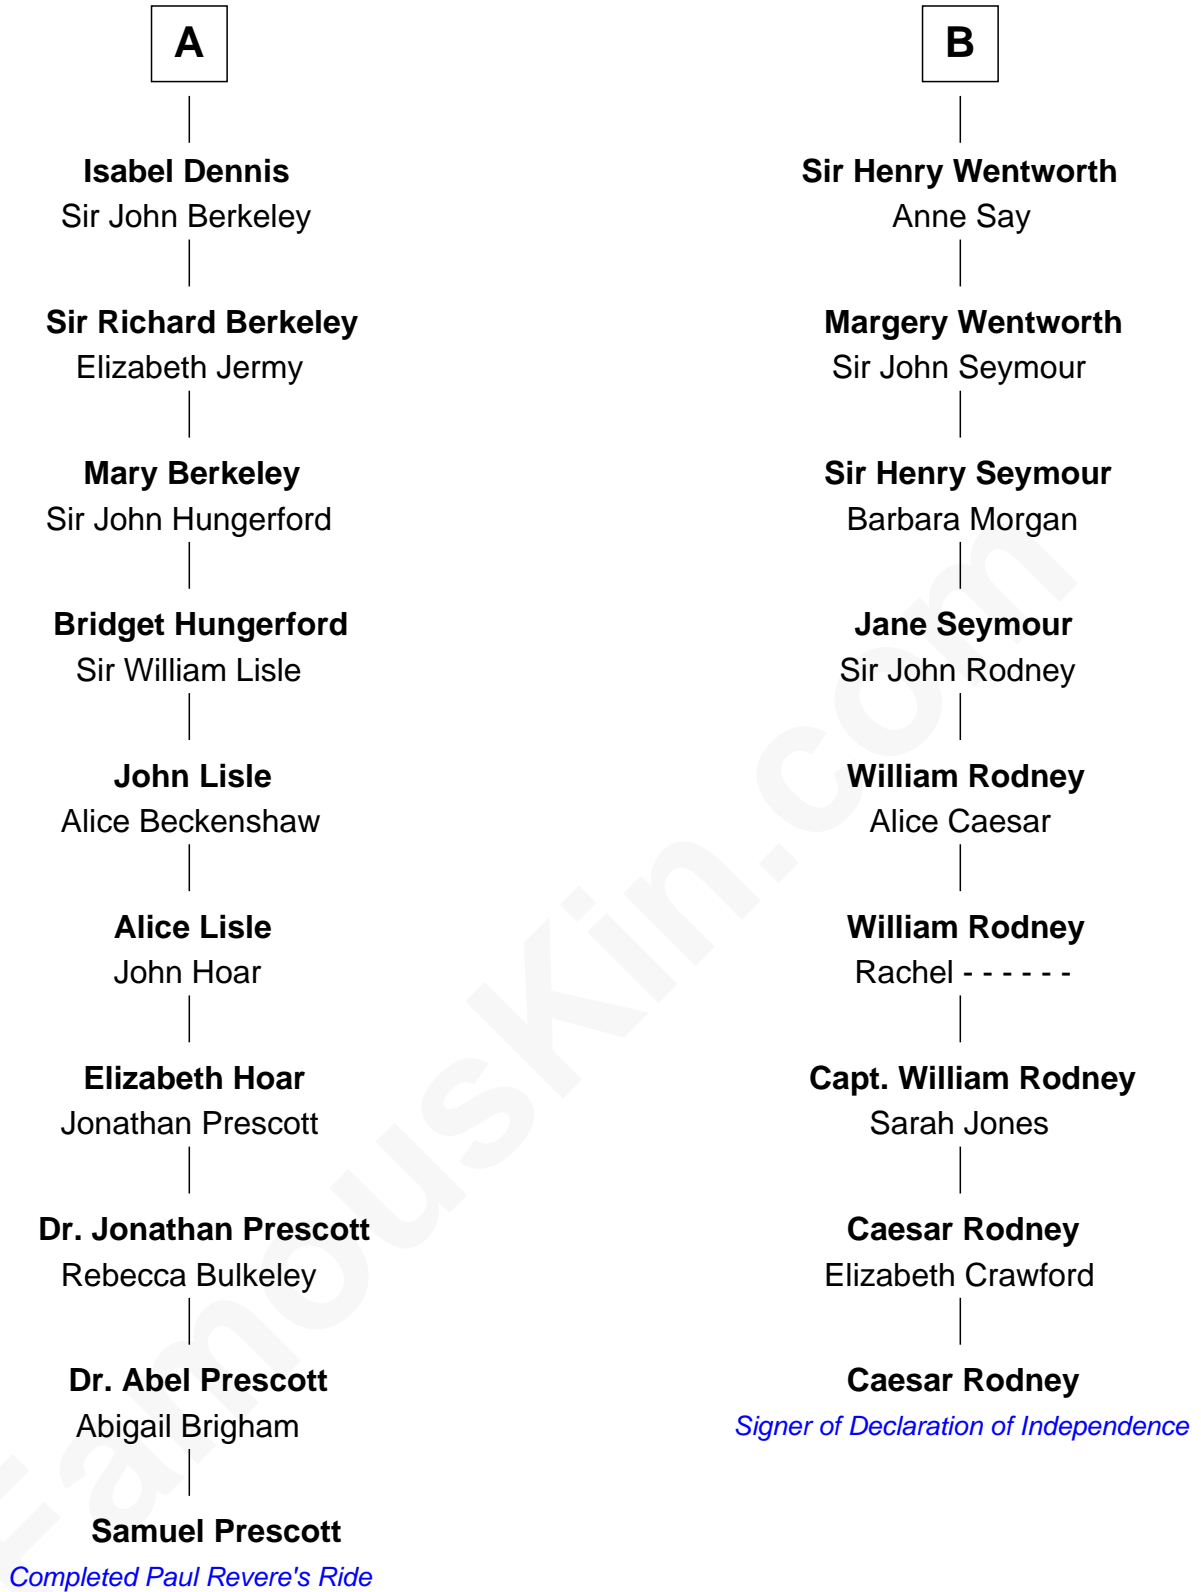 A
Isabel Dennis
Sir John Berkeley
Sir Richard Berkeley
Elizabeth Jermy
Mary Berkeley
Sir John Hungerford
Bridget Hungerford
Sir William Lisle
John Lisle
Alice Beckenshaw
Alice Lisle
John Hoar
Elizabeth Hoar
Jonathan Prescott
Dr. Jonathan Prescott
Rebecca Bulkeley
Dr. Abel Prescott
Abigail Brigham
Samuel Prescott
Completed Paul Revere's Ride
B
Sir Henry Wentworth
Anne Say
Margery Wentworth
Sir John Seymour
Sir Henry Seymour
Barbara Morgan
Jane Seymour
Sir John Rodney
William Rodney
Alice Caesar
William Rodney
Rachel - - - - - -
Capt. William Rodney
Sarah Jones
Caesar Rodney
Elizabeth Crawford
Caesar Rodney
Signer of Declaration of Independence
FamousKin.com